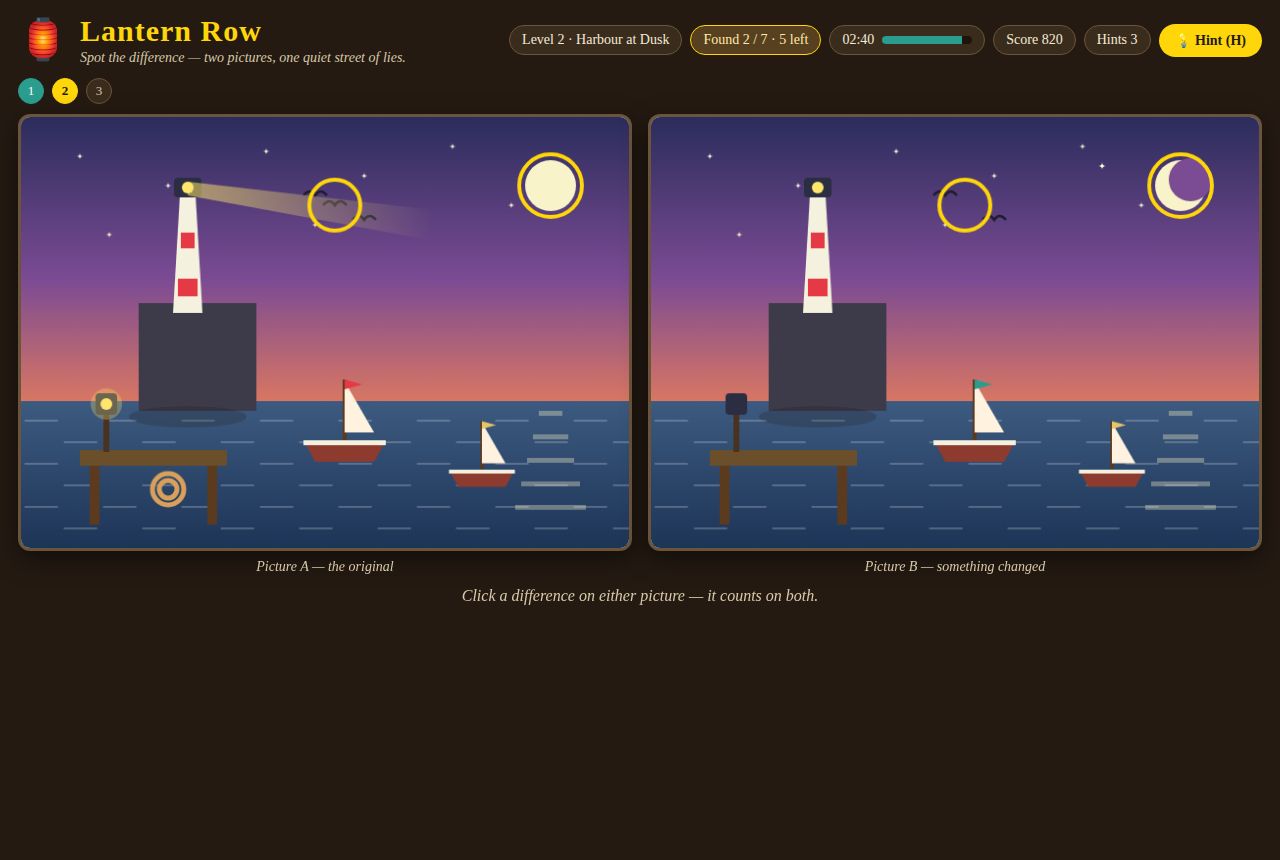 Lantern Row
Spot the difference — two pictures, one quiet street of lies.
Level 2 · Harbour at Dusk
Found 2 / 7 · 5 left
02:40
Score 820
Hints 3
💡 Hint (H)
1
2
3
Picture A — the original
Picture B — something changed
Click a difference on either picture — it counts on both.